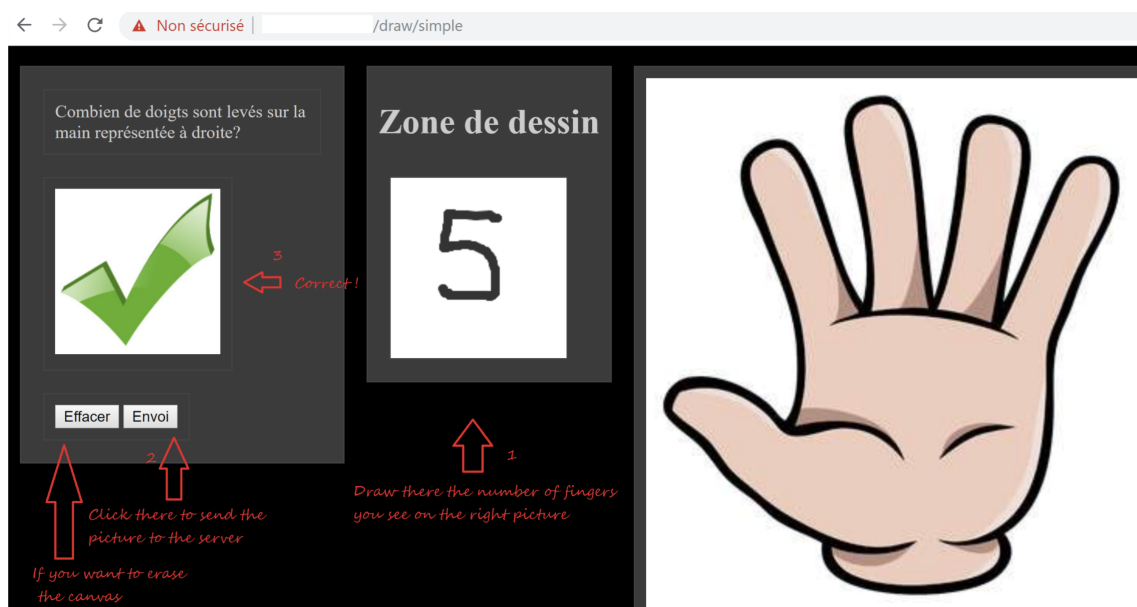 Non sécurisé
/draw/simple
Combien de doigts sont levés sur la
main représentée à droite?
Zone de dessin
5
3
Correct!
Effacer
Envoi
2
1
Click there to send the
picture to the server
Draw there the number of fingers
you see on the right picture
If you want to erase
the canvas